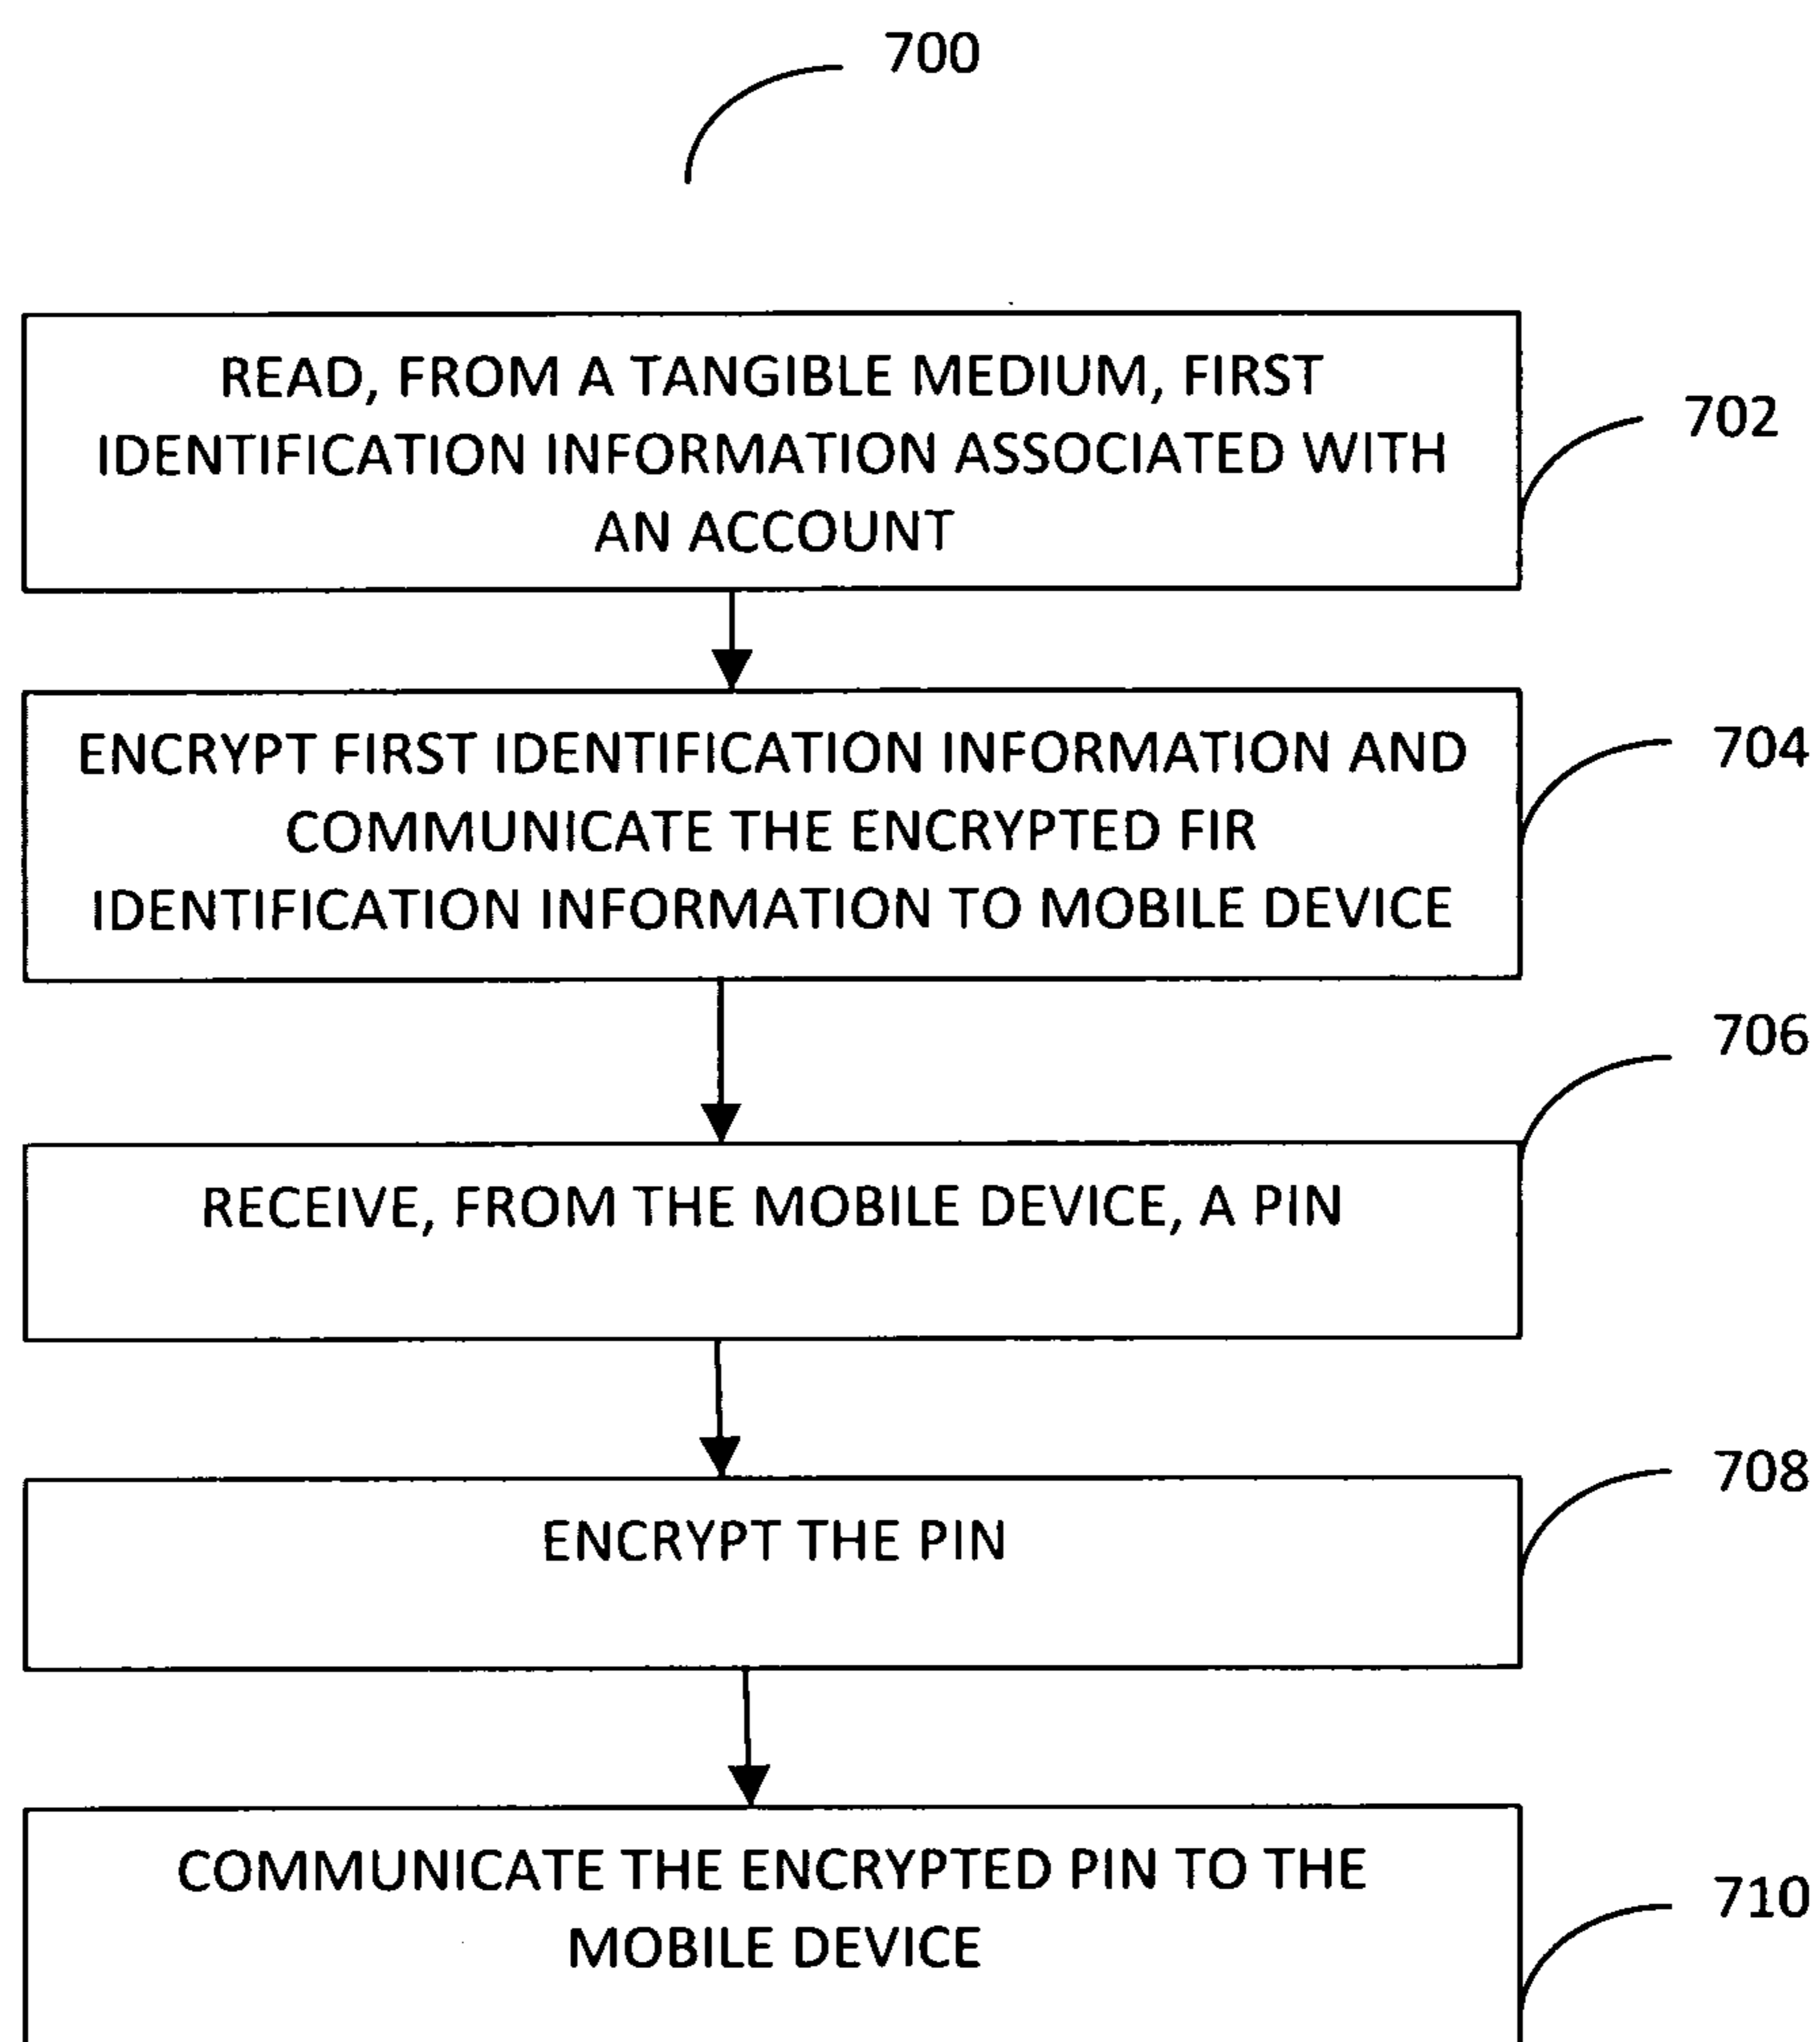 700
READ, FROM A TANGIBLE MEDIUM, FIRST
IDENTIFICATION INFORMATION ASSOCIATED WITH
AN ACCOUNT
702
ENCRYPT FIRST IDENTIFICATION INFORMATION AND
COMMUNICATE THE ENCRYPTED FIR
IDENTIFICATION INFORMATION TO MOBILE DEVICE
704
706
RECEIVE, FROM THE MOBILE DEVICE, A PIN
708
ENCRYPT THE PIN
COMMUNICATE THE ENCRYPTED PIN TO THE
MOBILE DEVICE
710